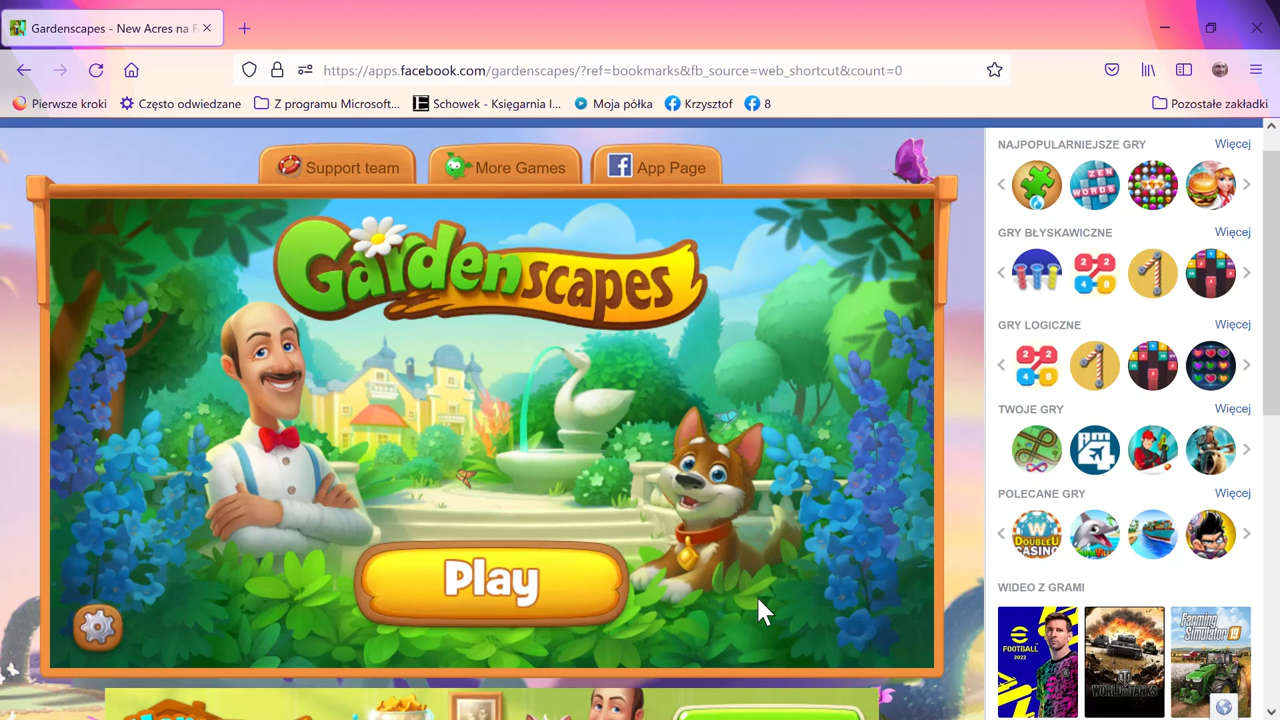 Gardenscapes - New Acres na F
https://apps.facebook.com/gardenscapes/?ref=bookmarks&fb_source=web_shortcut&count=0
Pierwsze kroki
Często odwiedzane
Z programu Microsoft...
Schowek - Księgarnia I...
Moja półka
Krzysztof
8
Pozostałe zakładki
Support team
More Games
App Page
Gardenscapes
Play
NAJPOPULARNIEJSZE GRY
Więcej
ZEN
WORDS
GRY BŁYSKAWICZNE
Więcej
GRY LOGICZNE
Więcej
TWOJE GRY
Więcej
POLECANE GRY
Więcej
W
DOUBLEU
CASINO
WIDEO Z GRAMI
FOOTBALL
2022
WORLD OF TANKS
Farming
Simulator 19